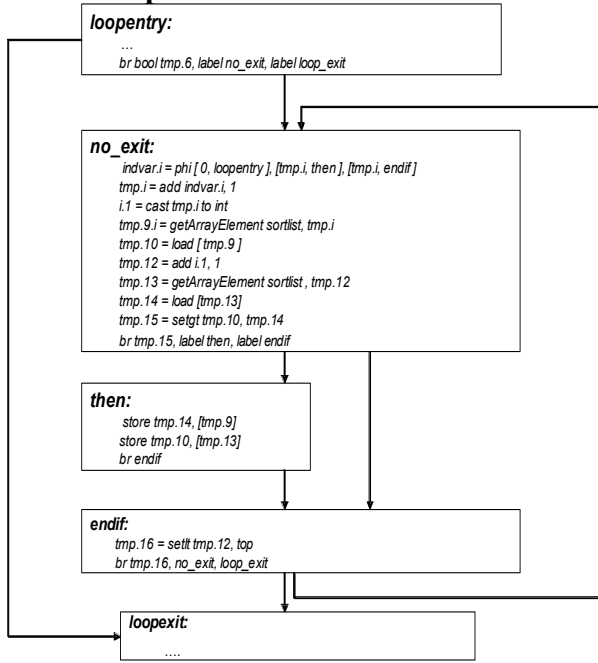 loopentry:
...
br bool tmp.6, label no_exit, label loop_exit
no_exit:
indvar.i = phi [ 0, loopentry ], [tmp.i, then ], [tmp.i, endif ]
tmp.i = add indvar.i, 1
i.1 = cast tmp.i to int
tmp.9.i = getArrayElement sortlist, tmp.i
tmp.10 = load [ tmp.9 ]
tmp.12 = add i.1, 1
tmp.13 = getArrayElement sortlist , tmp.12
tmp.14 = load [tmp.13]
tmp.15 = setgt tmp.10, tmp.14
br tmp.15, label then, label endif
then:
store tmp.14, [tmp.9]
store tmp.10, [tmp.13]
br endif
endif:
tmp.16 = setlt tmp.12, top
br tmp.16, no_exit, loop_exit
loopexit:
....